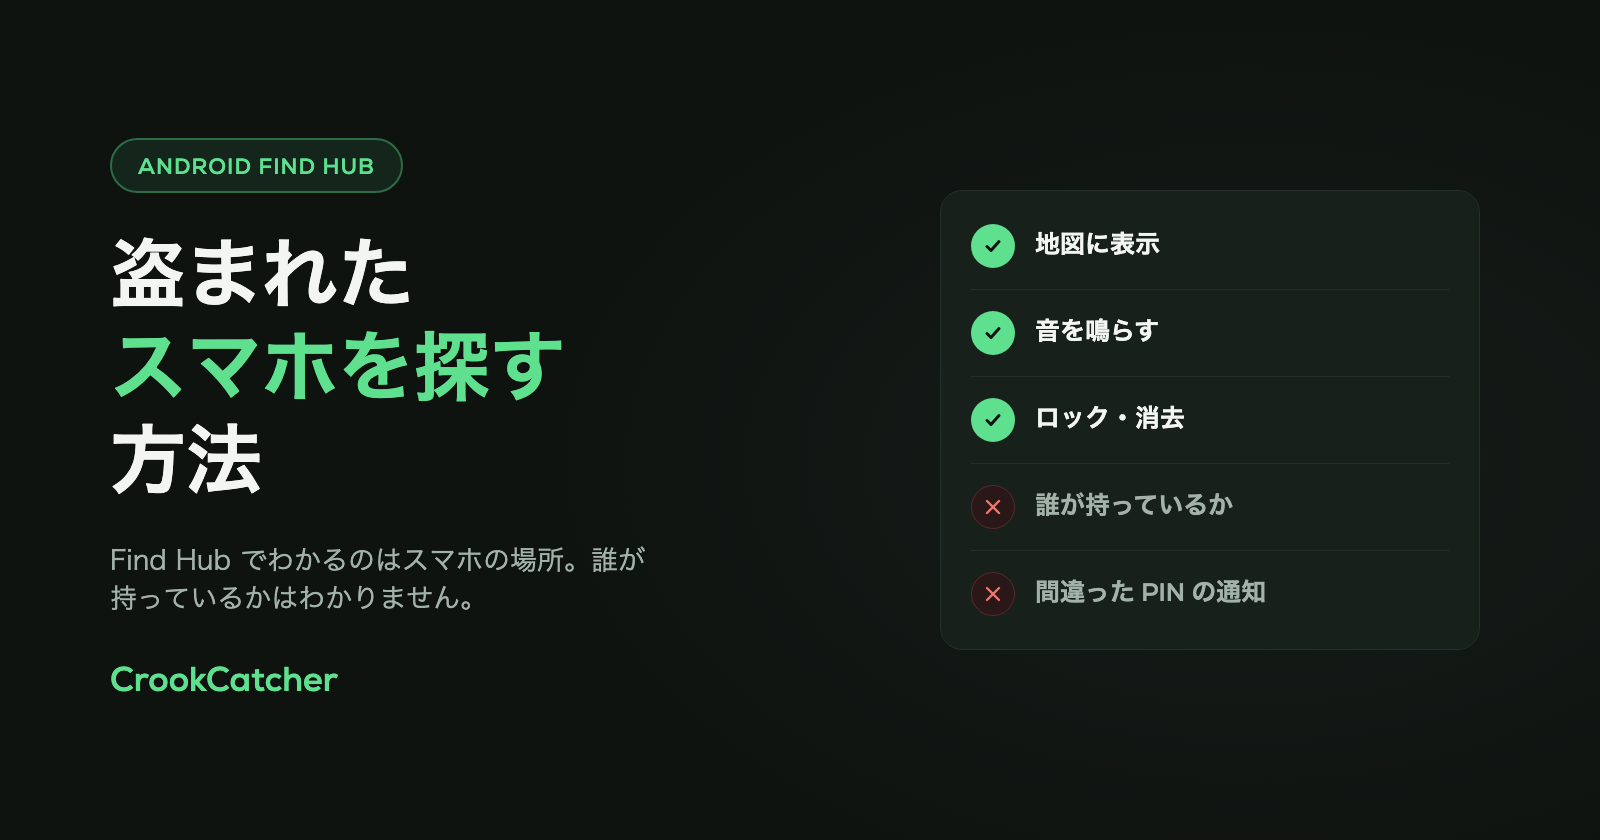 ANDROID FIND HUB
盗まれた
スマホを探す
方法
Find Hub でわかるのはスマホの場所。誰が
持っているかはわかりません。
CrookCatcher
地図に表示
音を鳴らす
ロック・消去
誰が持っているか
間違った PIN の通知